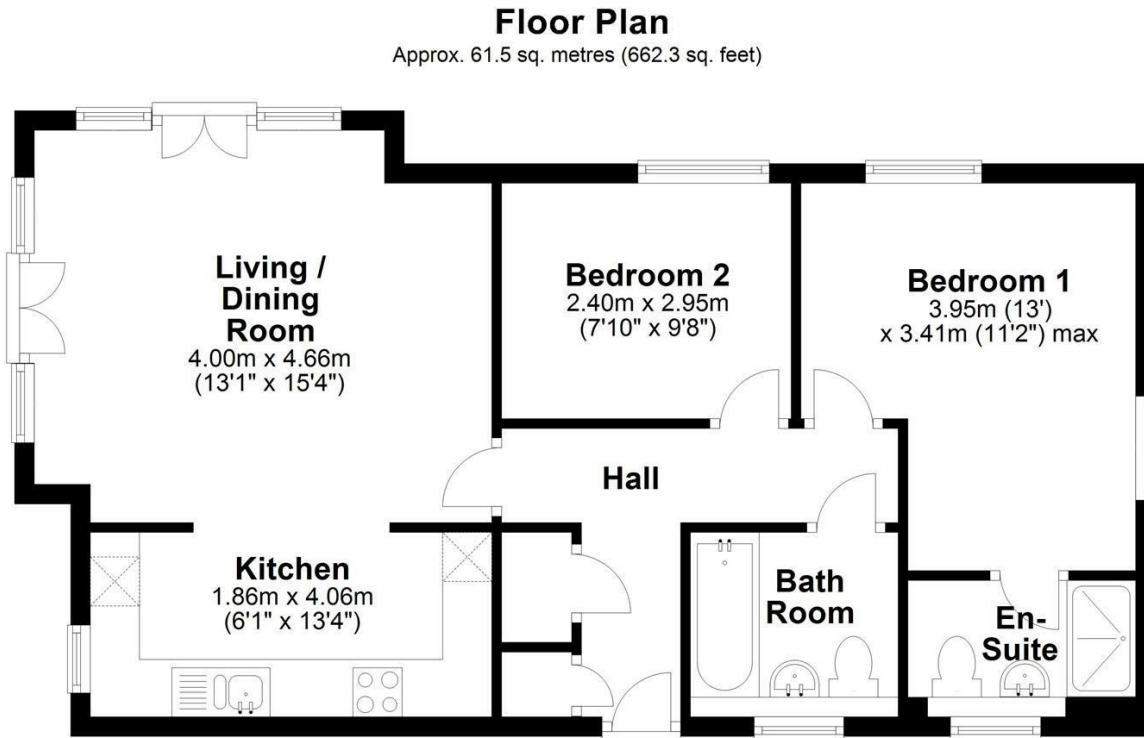 Floor Plan
Approx. 61.5 sq. metres (662.3 sq. feet)
Living /
Dining
Room
4.00m x 4.66m
(13'1" x 15'4")
Bedroom 2
2.40m x 2.95m
(7'10" x 9'8")
Bedroom 1
3.95m (13')
x 3.41m (11'2") max
Hall
Kitchen
1.86m x 4.06m
(6'1" x 13'4")
Bath
Room
En-
Suite